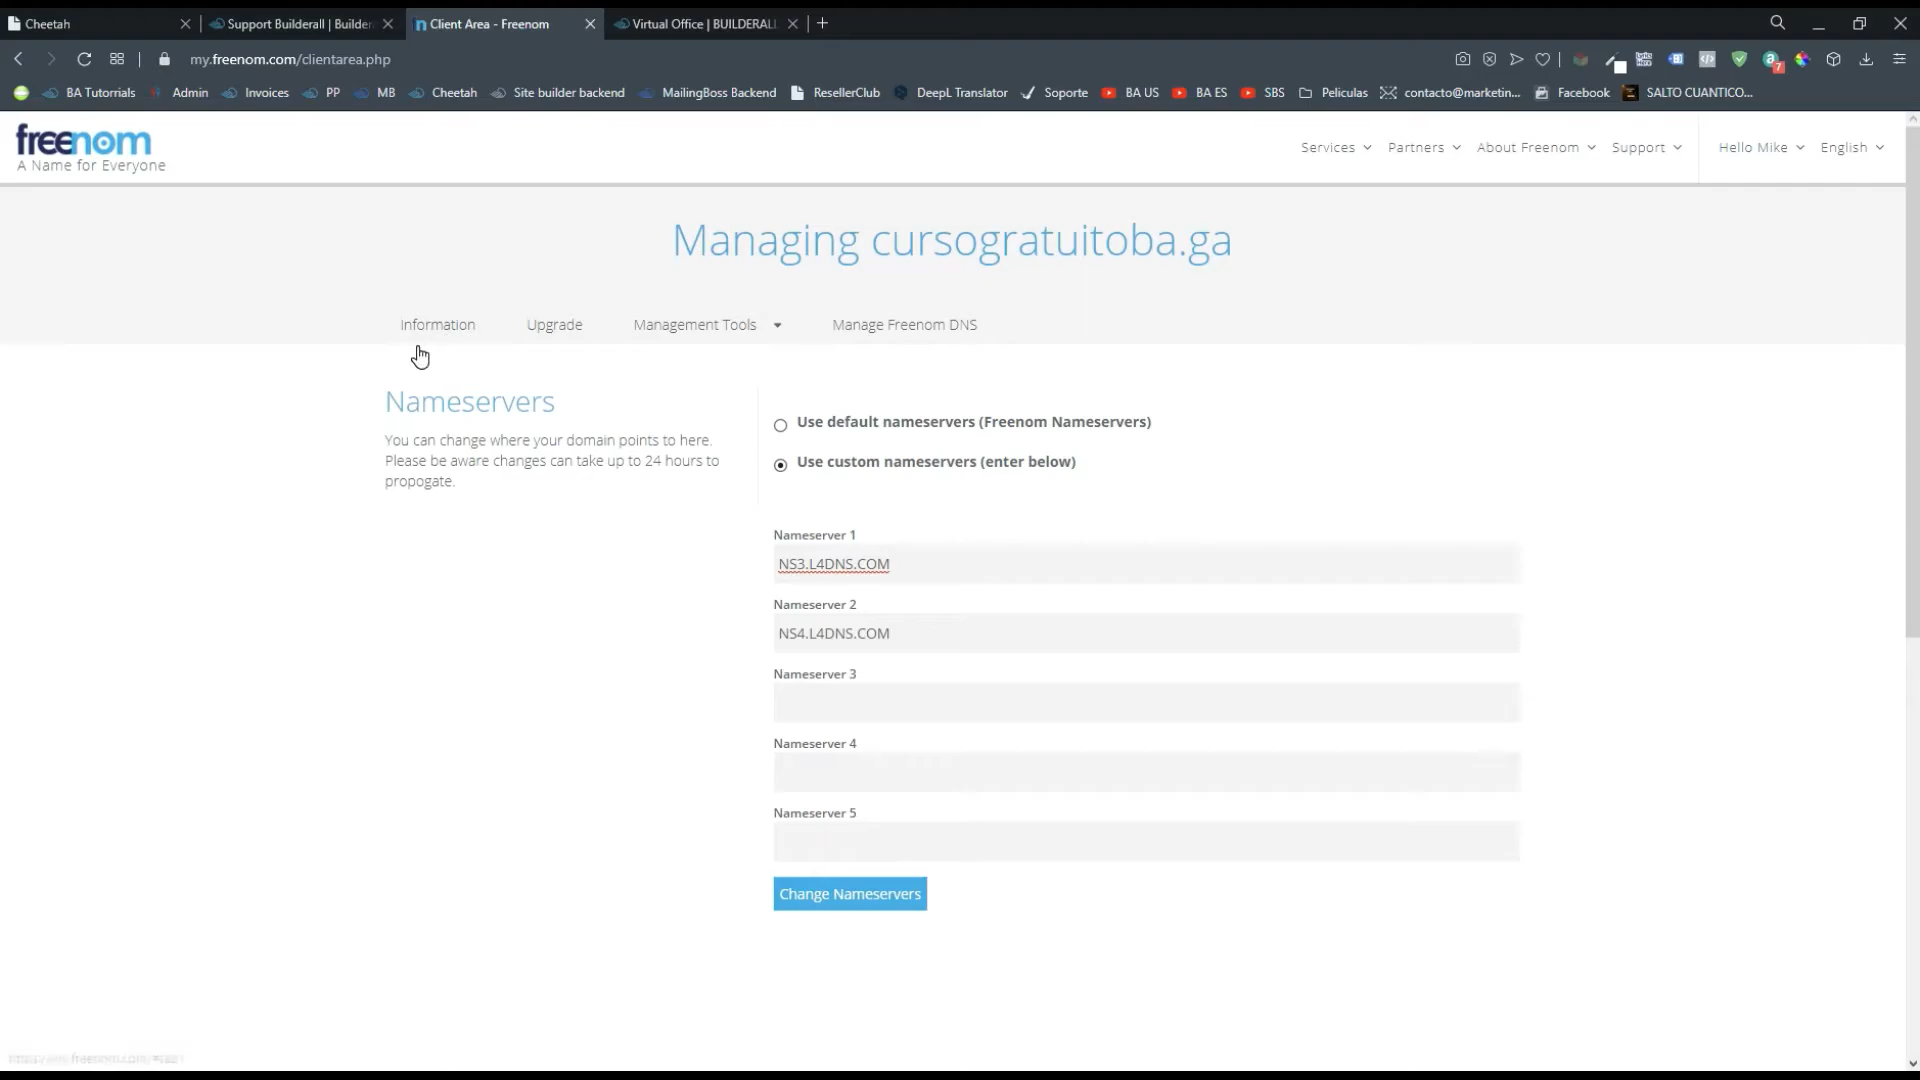 Cheetah
Support Builderall | Builder
Client Area - Freenom
Virtual Office | BUILDERALL
my.freenom.com/clientarea.php
7
BA Tutorrials
Admin
Invoices
PP
MB
Cheetah
Site builder backend
MailingBoss Backend
ResellerClub
DeepL Translator
Soporte
BA US
BA ES
SBS
Peliculas
contacto@marketin...
Facebook
SALTO CUANTICO...
freenom
A Name for Everyone
Services
Partners
About Freenom
Support
Hello Mike
English
Managing cursogratuitoba.ga
Information
Upgrade
Management Tools
Manage Freenom DNS
Nameservers
You can change where your domain points to here.
Please be aware changes can take up to 24 hours to
propogate.
Use default nameservers (Freenom Nameservers)
Use custom nameservers (enter below)
Nameserver 1
NS3.L4DNS.COM
Nameserver 2
NS4.L4DNS.COM
Nameserver 3
Nameserver 4
Nameserver 5
Change Nameservers